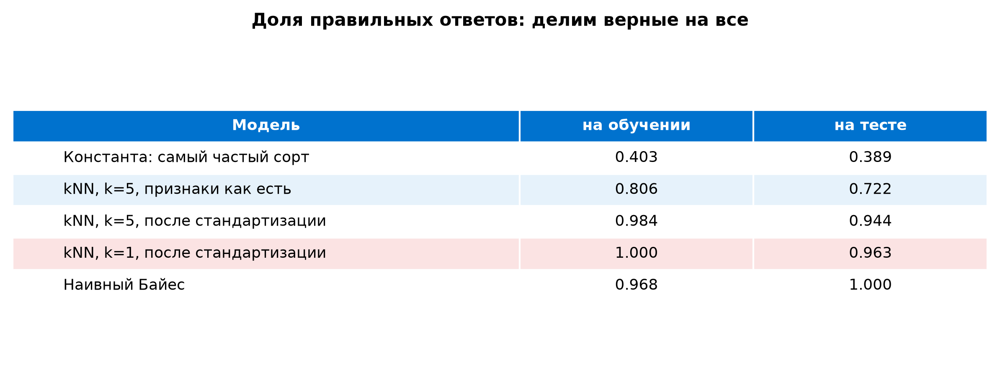 Доля правильных ответов: делим верные на все
Модель на обучении на тесте
Константа: самый частый сорт 0.403 0.389
kNN, k=5, признаки как есть 0.806 0.722
kNN, k=5, после стандартизации 0.984 0.944
kNN, k=1, после стандартизации 1.000 0.963
Наивный Байес 0.968 1.000